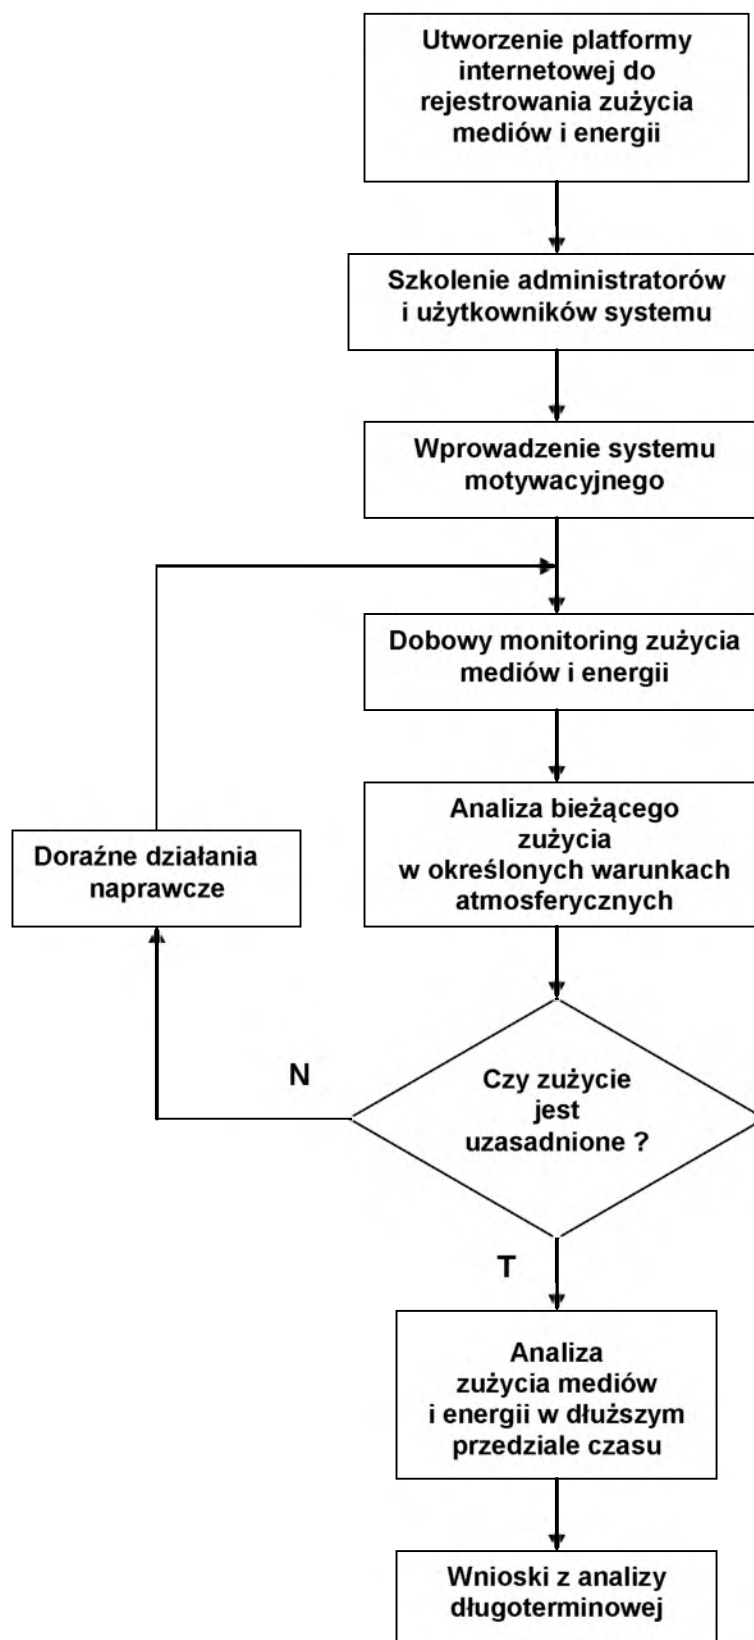 Utworzenie platformy
internetowej do
rejestrowania zużycia
mediów i energii
Szkolenie administratorów
i użytkowników systemu
Wprowadzenie systemu
motywacyjnego
Dobowy monitoring zużycia
mediów i energii
Analiza bieżącego
zużycia
w określonych warunkach
atmosferycznych
Doraźne działania
naprawcze
N
Czy zużycie
jest
uzasadnione ?
T
Analiza
zużycia mediów
i energii w dłuższym
przedziale czasu
Wnioski z analizy
długoterminowej